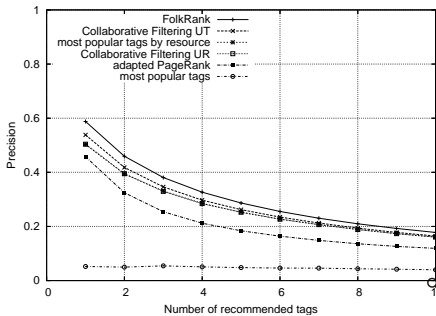 FolkRank
Collaborative Filtering UT
most popular tags by resource
Collaborative Filtering UR
adapted PageRank
most popular tags
1
0.8
0.6
0.4
0.2
0
Precision
0 2 4 6 8 10
Number of recommended tags